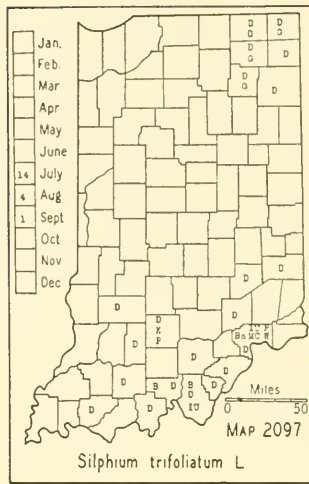 D D
D D
Jan.
Feb.
D D
G
Mar
D D
O
Apr
May
June
14 July
4 Aug
1 Sept
Oct
D D
Nov
Dec
D D
D
K D
P
D
D
D B D B D
D
IU
D D D
Miles
0 50
MAP 2097
Silphium trifoliatum L